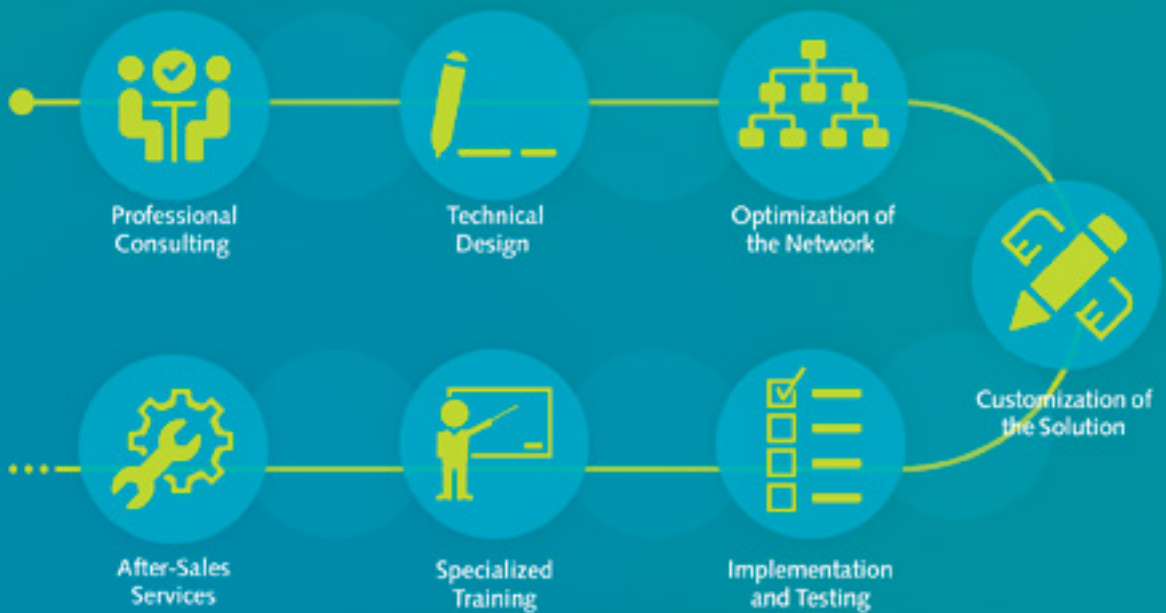 Professional
Consulting
Technical
Design
Optimization of
the Network
Customization of
the Solution
Implementation
and Testing
Specialized
Training
After-Sales
Services